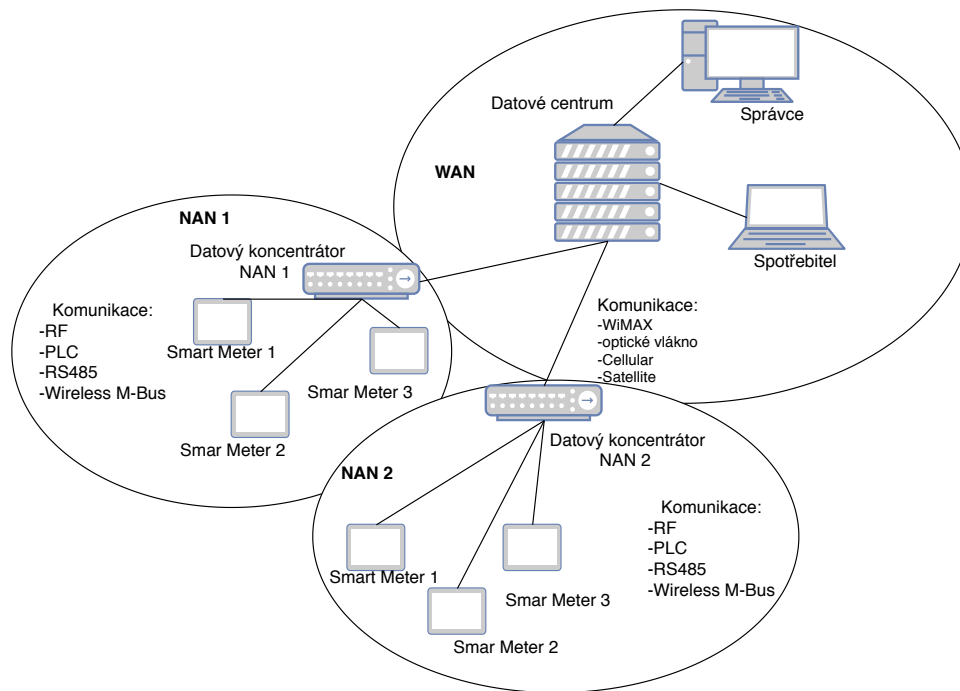 Správce
Datové centrum
WAN
Spotřebitel
NAN 1
Datový koncentrátor
NAN 1
Komunikace:
-RF
-PLC
-RS485
-Wireless M-Bus
Smart Meter 1
Smar Meter 3
Smar Meter 2
Komunikace:
-WiMAX
-optické vlákno
-Cellular
-Satellite
Datový koncentrátor
NAN 2
NAN 2
Komunikace:
-RF
-PLC
-RS485
-Wireless M-Bus
Smart Meter 1
Smar Meter 3
Smar Meter 2